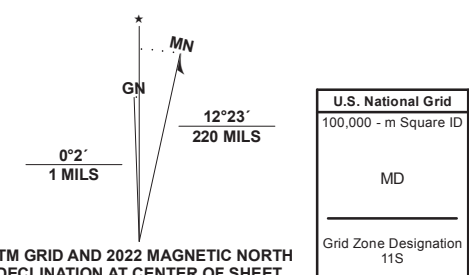 MN
GN
12°23´
220 MILS
0°2´
1 MILS
TM GRID AND 2022 MAGNETIC NORTH
DECLINATION AT CENTER OF SHEET
U.S. National Grid
100,000 - m Square ID
MD
Grid Zone Designation
11S